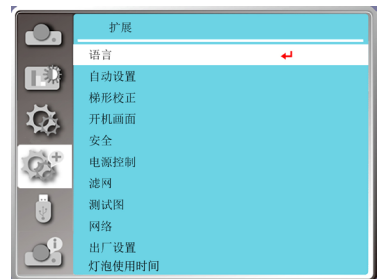 扩展
语言
自动设置
梯形校正
开机画面
安全
电源控制
滤网
测试图
网络
出厂设置
灯泡使用时间